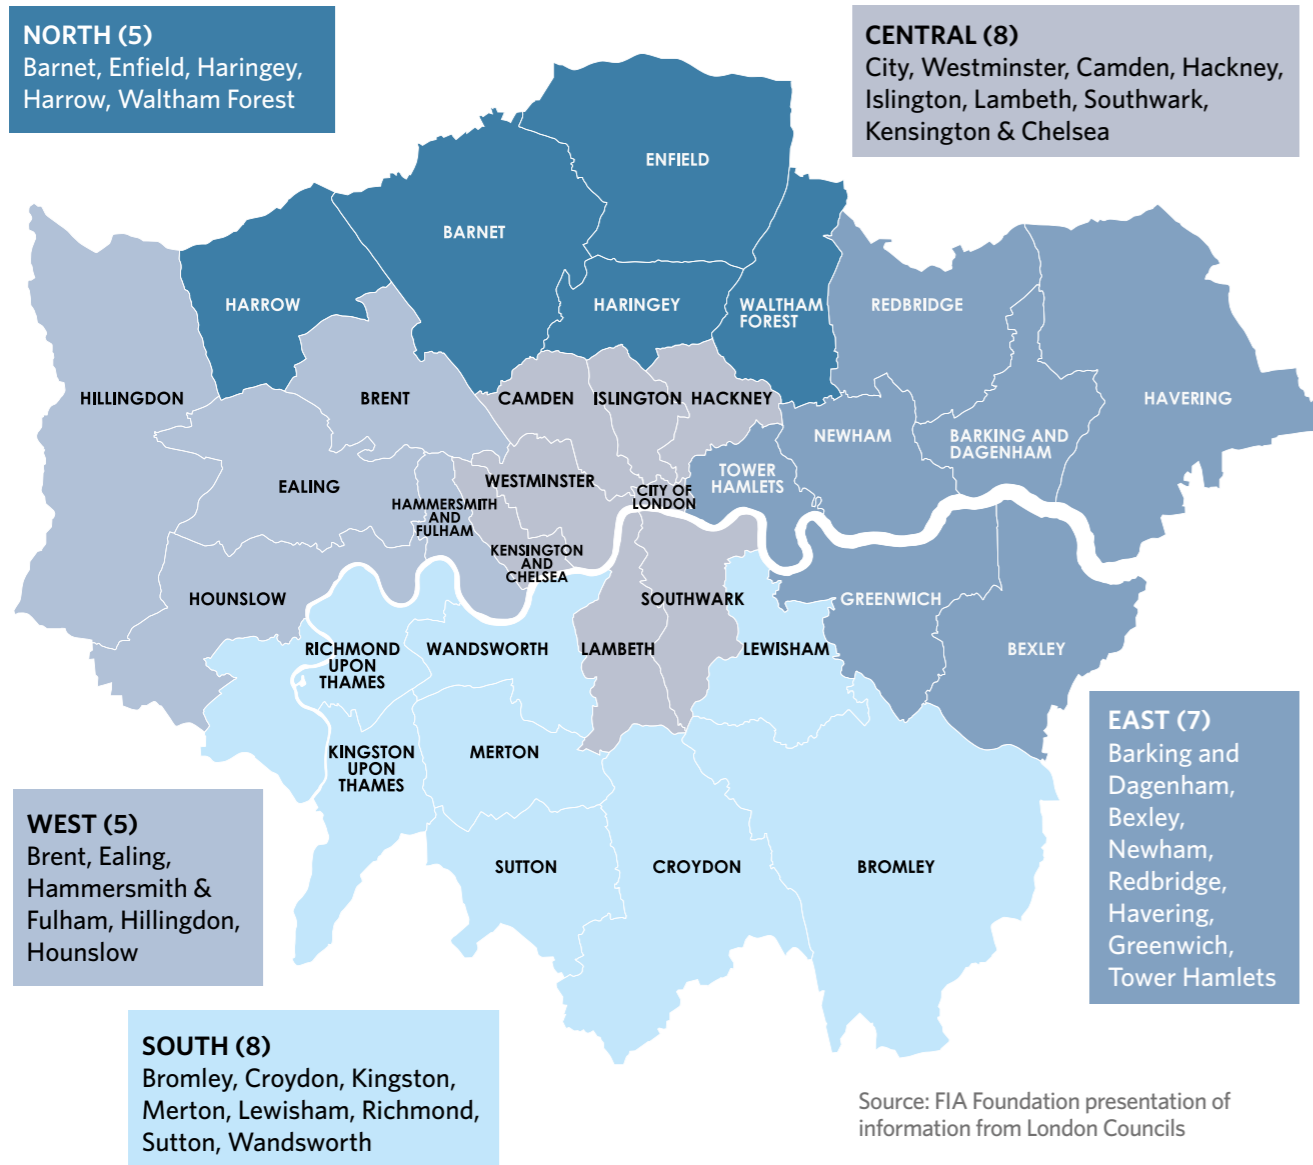 NORTH (5)
Barnet, Enfield, Haringey,
Harrow, Waltham Forest
CENTRAL (8)
City, Westminster, Camden, Hackney,
Islington, Lambeth, Southwark,
Kensington & Chelsea
ENFIELD
BARNET
HARROW
HARINGEY
WALTHAM
FOREST
REDBRIDGE
HILLINGDON
BRENT
CAMDEN
ISLINGTON
HACKNEY
HAVERING
NEWHAM
BARKING AND
DAGENHAM
EALING
HAMMERSMITH
AND
FULHAM
WESTMINSTER
CITY OF
LONDON
TOWER
HAMLETS
KENSINGTON
AND
CHELSEA
HOUNSLOW
SOUTHWARK
GREENWICH
RICHMOND
UPON
THAMES
WANDSWORTH
LAMBETH
LEWISHAM
BEXLEY
KINGSTON
UPON
THAMES
MERTON
SUTTON
CROYDON
BROMLEY
EAST (7)
Barking and
Dagenham,
Bexley,
Newham,
Redbridge,
Havering,
Greenwich,
Tower Hamlets
WEST (5)
Brent, Ealing,
Hammersmith &
Fulham, Hillingdon,
Hounslow
SOUTH (8)
Bromley, Croydon, Kingston,
Merton, Lewisham, Richmond,
Sutton, Wandsworth
Source: FIA Foundation presentation of
information from London Councils